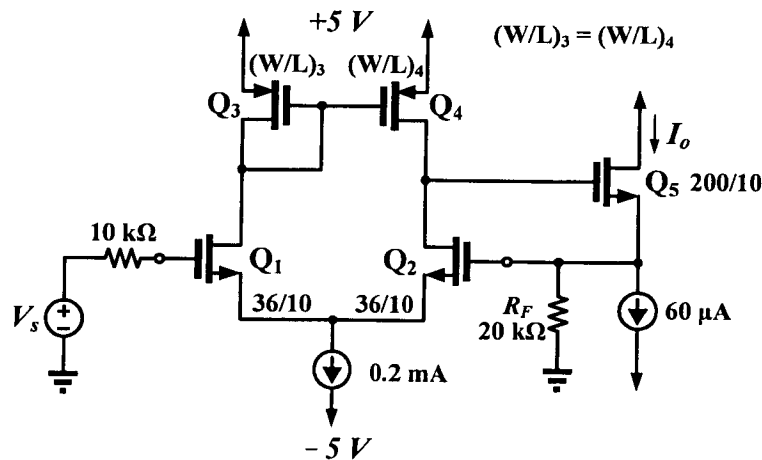 +5 V
(W/L)₃ = (W/L)₄
(W/L)₃
(W/L)₄
Q₃
Q₄
Iₒ
Q₅ 200/10
10 kΩ
Q₁
Q₂
Vₛ
+
−
36/10
36/10
R_F
20 kΩ
60 μA
0.2 mA
− 5 V